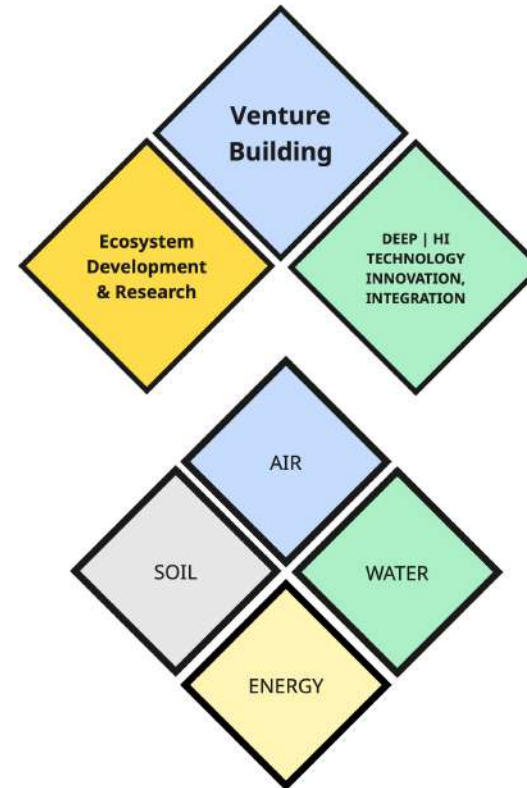 Venture
Building
Ecosystem
Development
& Research
DEEP | HI
TECHNOLOGY
INNOVATION,
INTEGRATION
AIR
SOIL
WATER
ENERGY